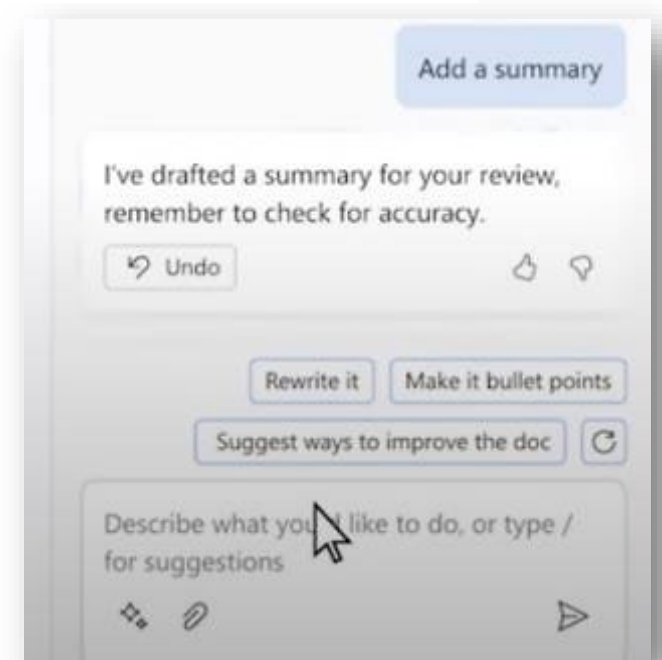 Add a summary
I've drafted a summary for your review,
remember to check for accuracy.
Undo
Rewrite it
Make it bullet points
Suggest ways to improve the doc
Describe what you like to do, or type /
for suggestions